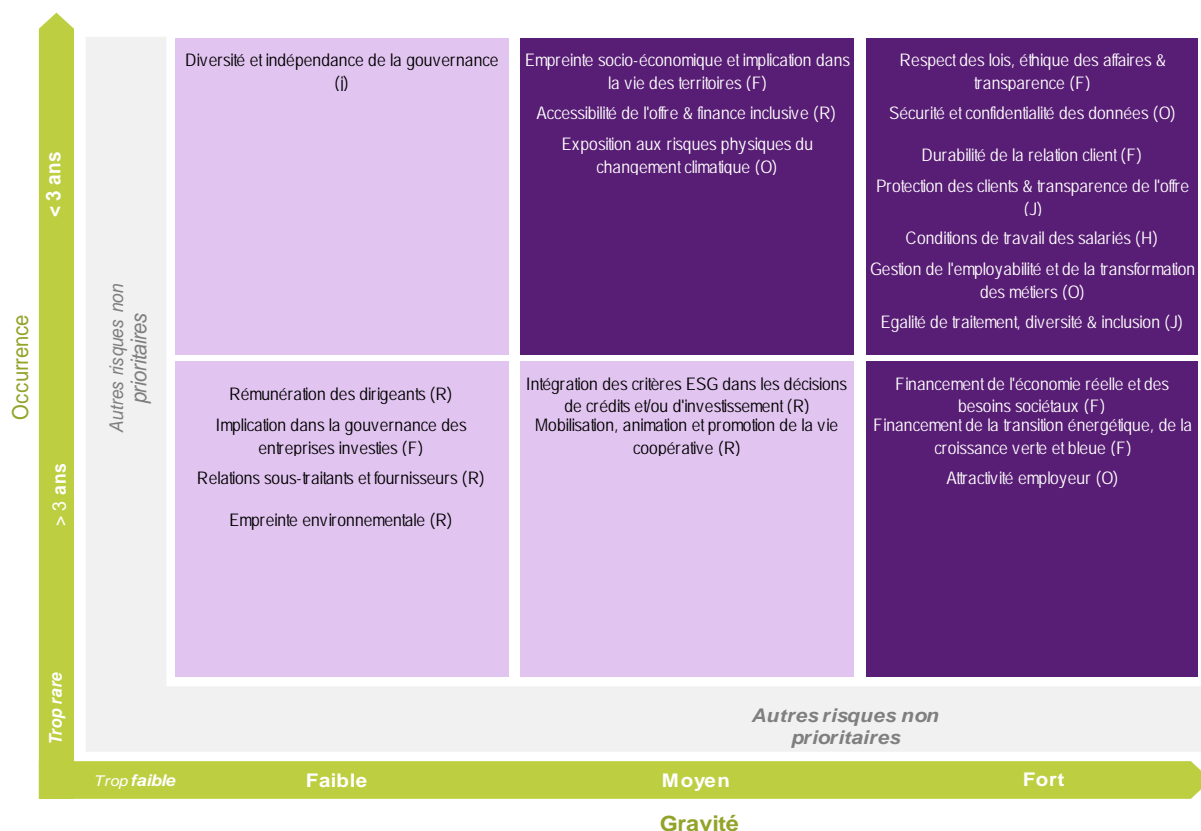 Occurrence
< 3 ans
> 3 ans
Trop rare
Autres risques non
prioritaires
Diversité et indépendance de la gouvernance
(j)
Empreinte socio-économique et implication dans
la vie des territoires (F)
Accessibilité de l'offre & finance inclusive (R)
Exposition aux risques physiques du
changement climatique (O)
Respect des lois, éthique des affaires &
transparence (F)
Sécurité et confidentialité des données (O)
Durabilité de la relation client (F)
Protection des clients & transparence de l'offre
(J)
Conditions de travail des salariés (H)
Gestion de l'employabilité et de la transformation
des métiers (O)
Egalité de traitement, diversité & inclusion (J)
Rémunération des dirigeants (R)
Implication dans la gouvernance des
entreprises investies (F)
Relations sous-traitants et fournisseurs (R)
Empreinte environnementale (R)
Intégration des critères ESG dans les décisions
de crédits et/ou d'investissement (R)
Mobilisation, animation et promotion de la vie
coopérative (R)
Financement de l'économie réelle et des
besoins sociétaux (F)
Financement de la transition énergétique, de la
croissance verte et bleue (F)
Attractivité employeur (O)
Autres risques non
prioritaires
Trop faible
Faible
Moyen
Fort
Gravité